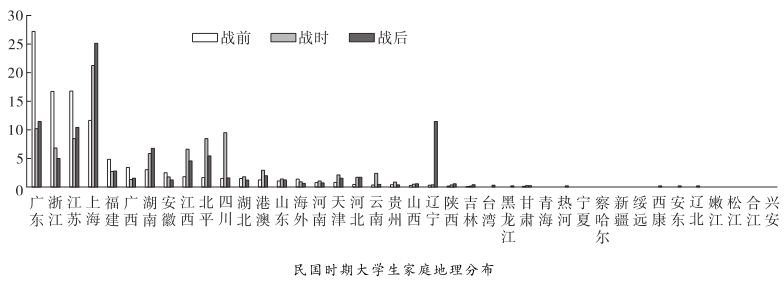 30
25
20
15
10
5
0
战前 战时 战后
广东 浙江 江苏 上海 福建 广西 湖南 安徽 江西 北平 四川 湖北 港澳 山东 海外 河南 天津 河北 云南 贵州 山西 辽宁 陕西 吉林 台湾 黑龙江 甘肃 青海 热河 宁夏 察哈尔 新疆 绥远 西康 安东 辽北 嫩江 松江 合江 兴安
民国时期大学生家庭地理分布